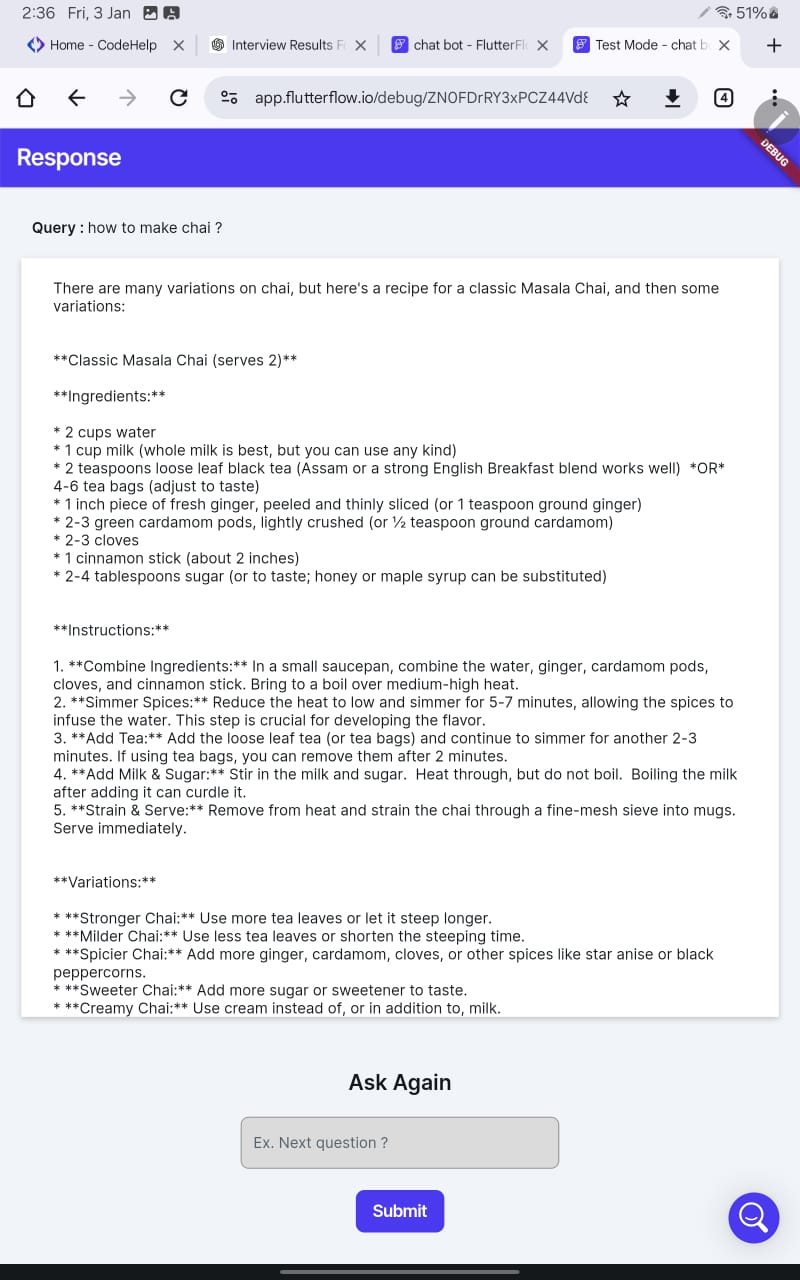 2:36 Fri, 3 Jan 51%
Home - CodeHelp Interview Results F chat bot - FlutterFl Test Mode - chat b
app.flutterflow.io/debug/ZN0FDrRY3xPCZ44Vd 4
Response
DEBUG
Query : how to make chai ?
There are many variations on chai, but here's a recipe for a classic Masala Chai, and then some
variations:
**Classic Masala Chai (serves 2)**
**Ingredients:**
* 2 cups water
* 1 cup milk (whole milk is best, but you can use any kind)
* 2 teaspoons loose leaf black tea (Assam or a strong English Breakfast blend works well)  *OR*
4-6 tea bags (adjust to taste)
* 1 inch piece of fresh ginger, peeled and thinly sliced (or 1 teaspoon ground ginger)
* 2-3 green cardamom pods, lightly crushed (or ½ teaspoon ground cardamom)
* 2-3 cloves
* 1 cinnamon stick (about 2 inches)
* 2-4 tablespoons sugar (or to taste; honey or maple syrup can be substituted)
**Instructions:**
1. **Combine Ingredients:** In a small saucepan, combine the water, ginger, cardamom pods,
cloves, and cinnamon stick. Bring to a boil over medium-high heat.
2. **Simmer Spices:** Reduce the heat to low and simmer for 5-7 minutes, allowing the spices to
infuse the water. This step is crucial for developing the flavor.
3. **Add Tea:** Add the loose leaf tea (or tea bags) and continue to simmer for another 2-3
minutes. If using tea bags, you can remove them after 2 minutes.
4. **Add Milk & Sugar:** Stir in the milk and sugar.  Heat through, but do not boil.  Boiling the milk
after adding it can curdle it.
5. **Strain & Serve:** Remove from heat and strain the chai through a fine-mesh sieve into mugs.
Serve immediately.
**Variations:**
* **Stronger Chai:** Use more tea leaves or let it steep longer.
* **Milder Chai:** Use less tea leaves or shorten the steeping time.
* **Spicier Chai:** Add more ginger, cardamom, cloves, or other spices like star anise or black
peppercorns.
* **Sweeter Chai:** Add more sugar or sweetener to taste.
* **Creamy Chai:** Use cream instead of, or in addition to, milk.
Ask Again
Ex. Next question ?
Submit